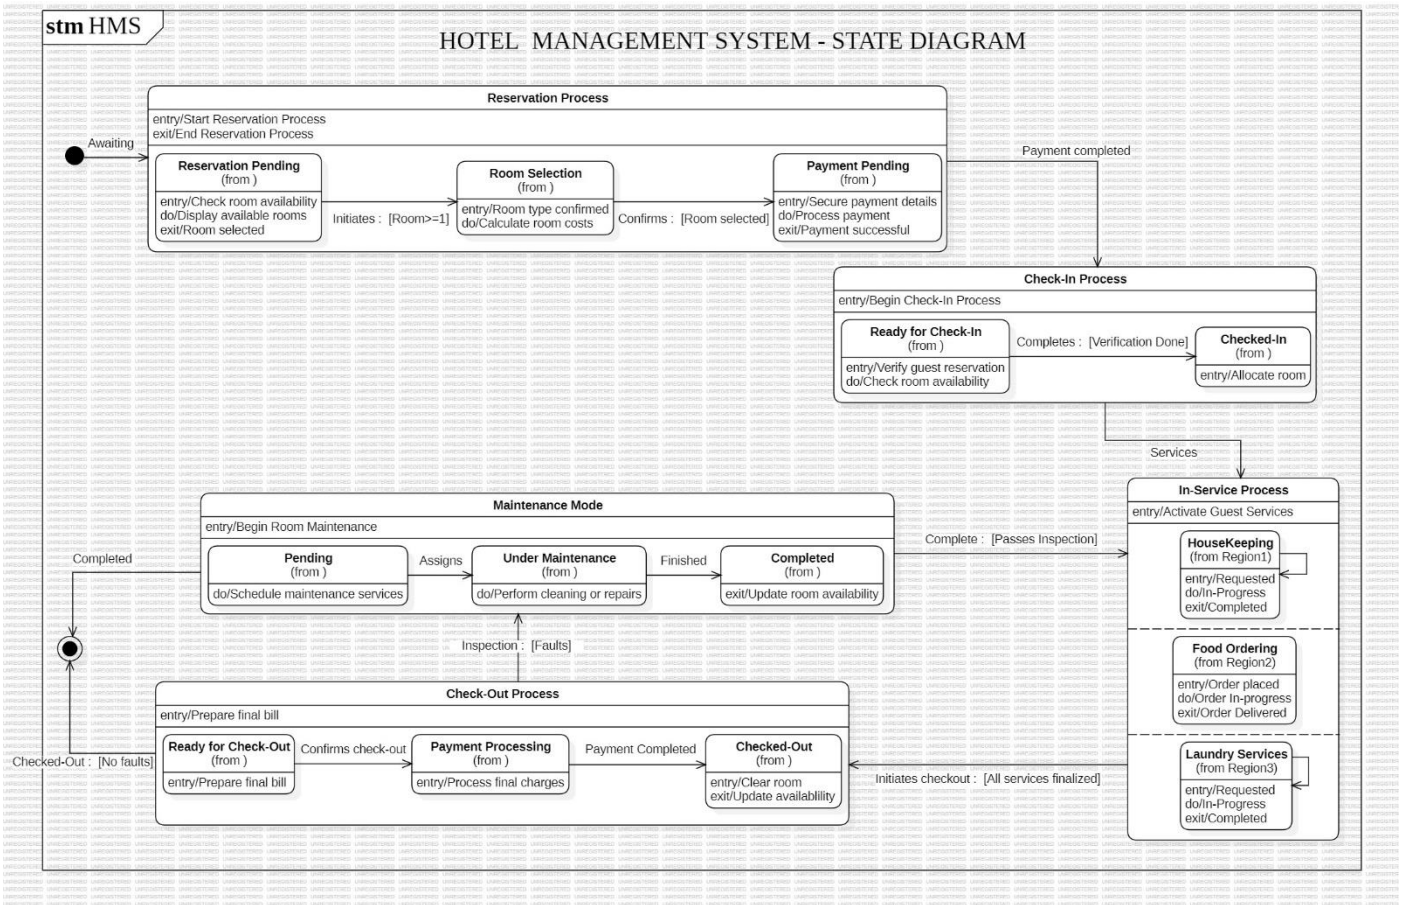 stm HMS
HOTEL MANAGEMENT SYSTEM - STATE DIAGRAM
Reservation Process
entry/Start Reservation Process
exit/End Reservation Process
Awaiting
Reservation Pending
(from )
entry/Check room availability
do/Display available rooms
exit/Room selected
Initiates : [Room>=1]
Room Selection
(from )
entry/Room type confirmed
do/Calculate room costs
Confirms : [Room selected]
Payment Pending
(from )
entry/Secure payment details
do/Process payment
exit/Payment successful
Payment completed
Check-In Process
entry/Begin Check-In Process
Ready for Check-In
(from )
entry/Verify guest reservation
do/Check room availability
Completes : [Verification Done]
Checked-In
(from )
entry/Allocate room
Services
In-Service Process
entry/Activate Guest Services
HouseKeeping
(from Region1)
entry/Requested
do/In-Progress
exit/Completed
Food Ordering
(from Region2)
entry/Order placed
do/Order In-progress
exit/Order Delivered
Laundry Services
(from Region3)
entry/Requested
do/In-Progress
exit/Completed
Maintenance Mode
entry/Begin Room Maintenance
Completed
Pending
(from )
do/Schedule maintenance services
Assigns
Under Maintenance
(from )
do/Perform cleaning or repairs
Finished
Completed
(from )
exit/Update room availability
Complete : [Passes Inspection]
Inspection : [Faults]
Check-Out Process
entry/Prepare final bill
Checked-Out : [No faults]
Ready for Check-Out
(from )
entry/Prepare final bill
Confirms check-out
Payment Processing
(from )
entry/Process final charges
Payment Completed
Checked-Out
(from )
entry/Clear room
exit/Update availablility
Initiates checkout : [All services finalized]
UNREGISTERED